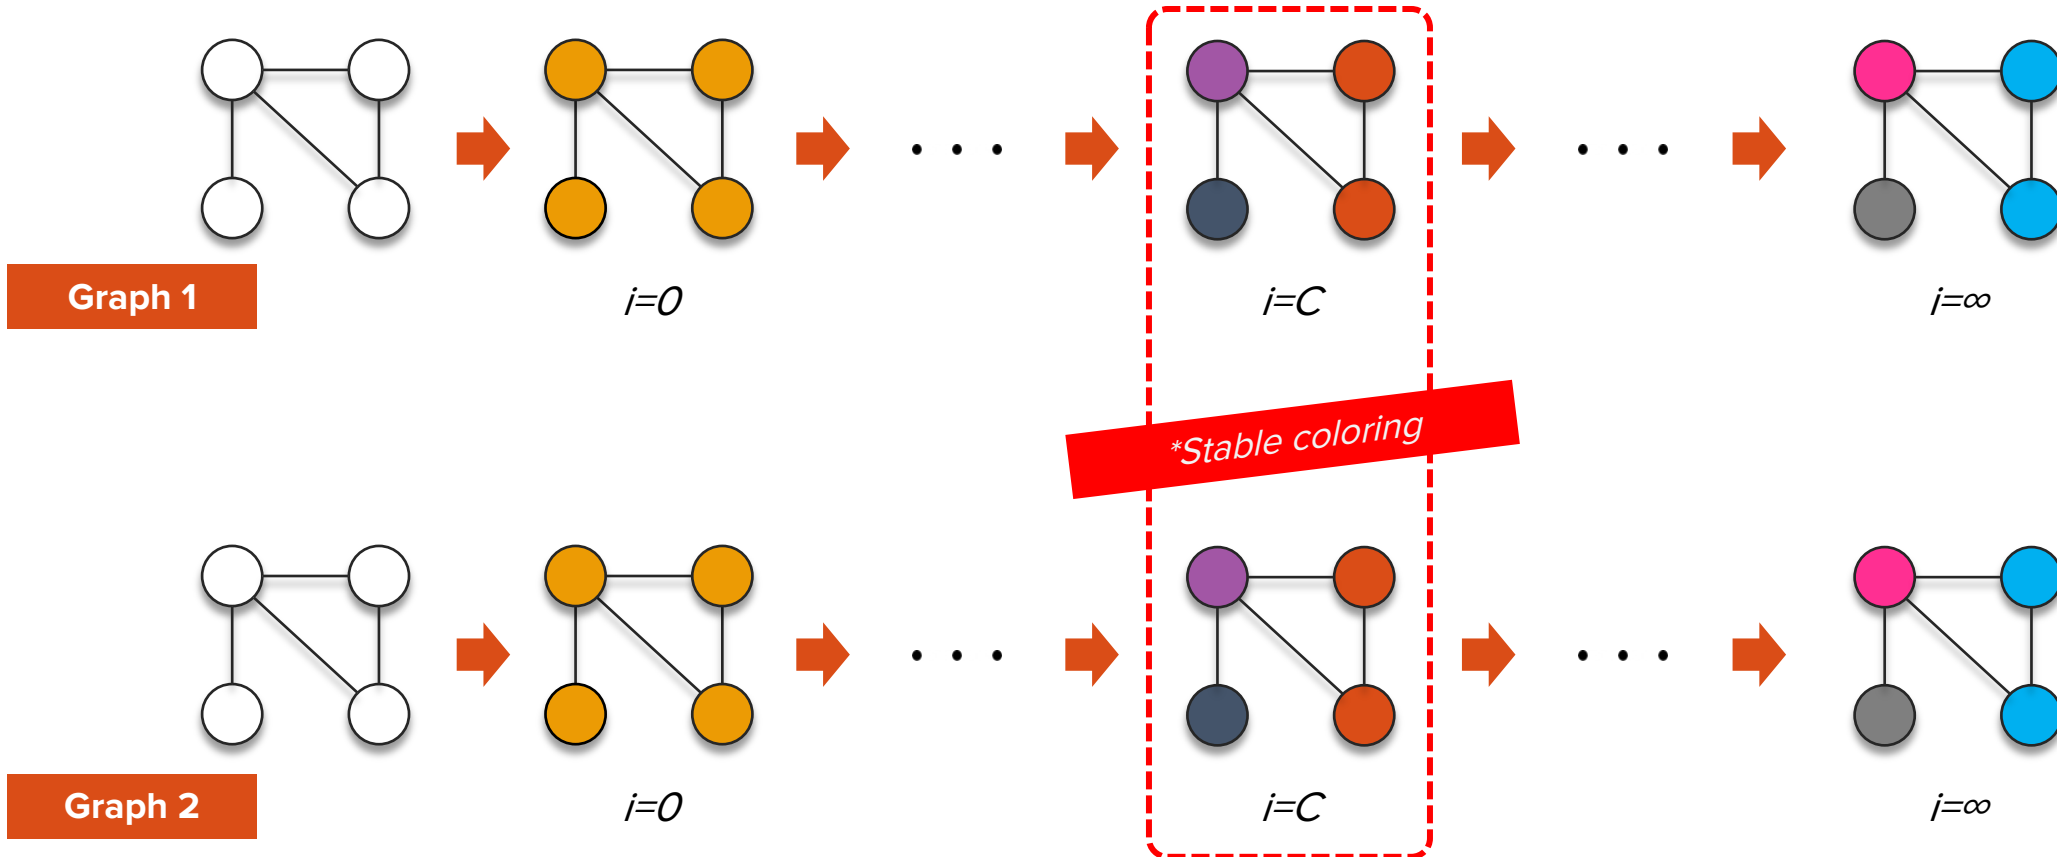 Graph 1
i=0
i=C
i=∞
*Stable coloring
Graph 2
i=0
i=C
i=∞